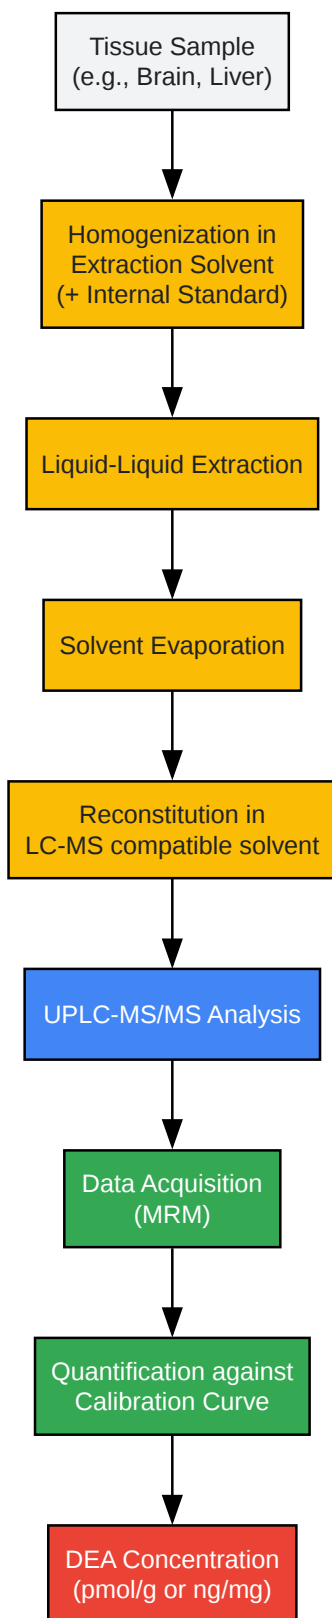 Tissue Sample
(e.g., Brain, Liver)
Homogenization in
Extraction Solvent
(+ Internal Standard)
Liquid-Liquid Extraction
Solvent Evaporation
Reconstitution in
LC-MS compatible solvent
UPLC-MS/MS Analysis
Data Acquisition
(MRM)
Quantification against
Calibration Curve
DEA Concentration
(pmol/g or ng/mg)